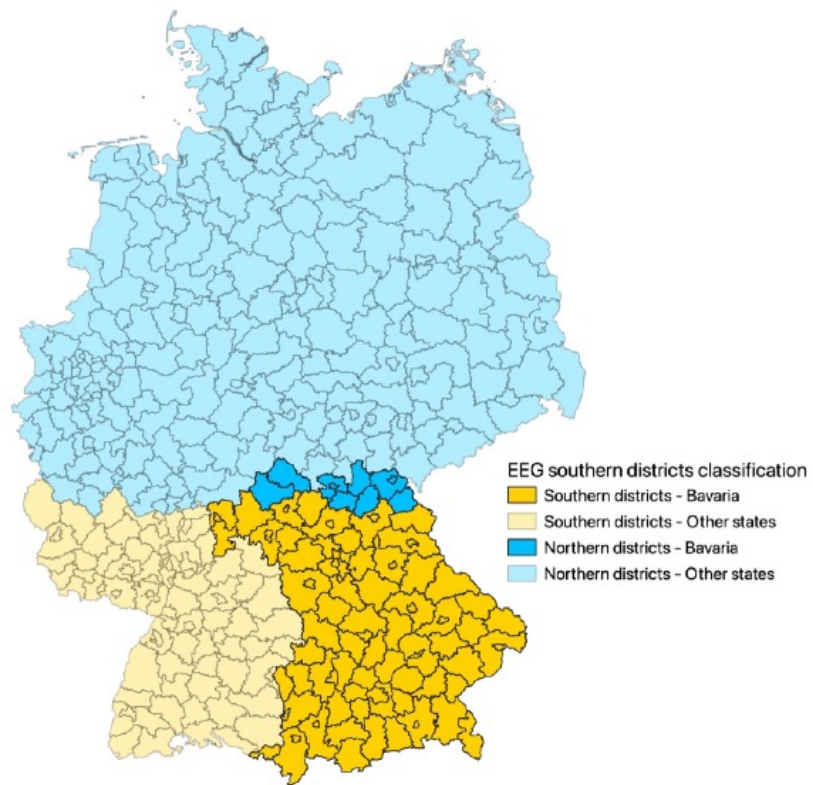 EEG southern districts classification
Southern districts – Bavaria
Southern districts – Other states
Northern districts – Bavaria
Northern districts – Other states